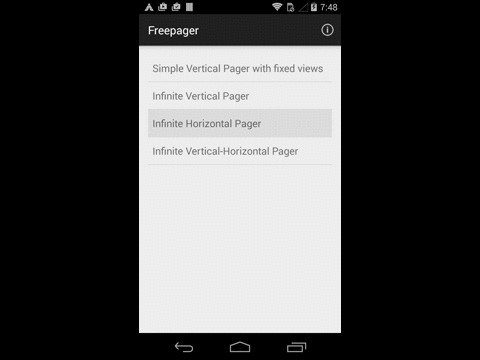 7:48
Freepager
Simple Vertical Pager with fixed views
Infinite Vertical Pager
Infinite Horizontal Pager
Infinite Vertical-Horizontal Pager